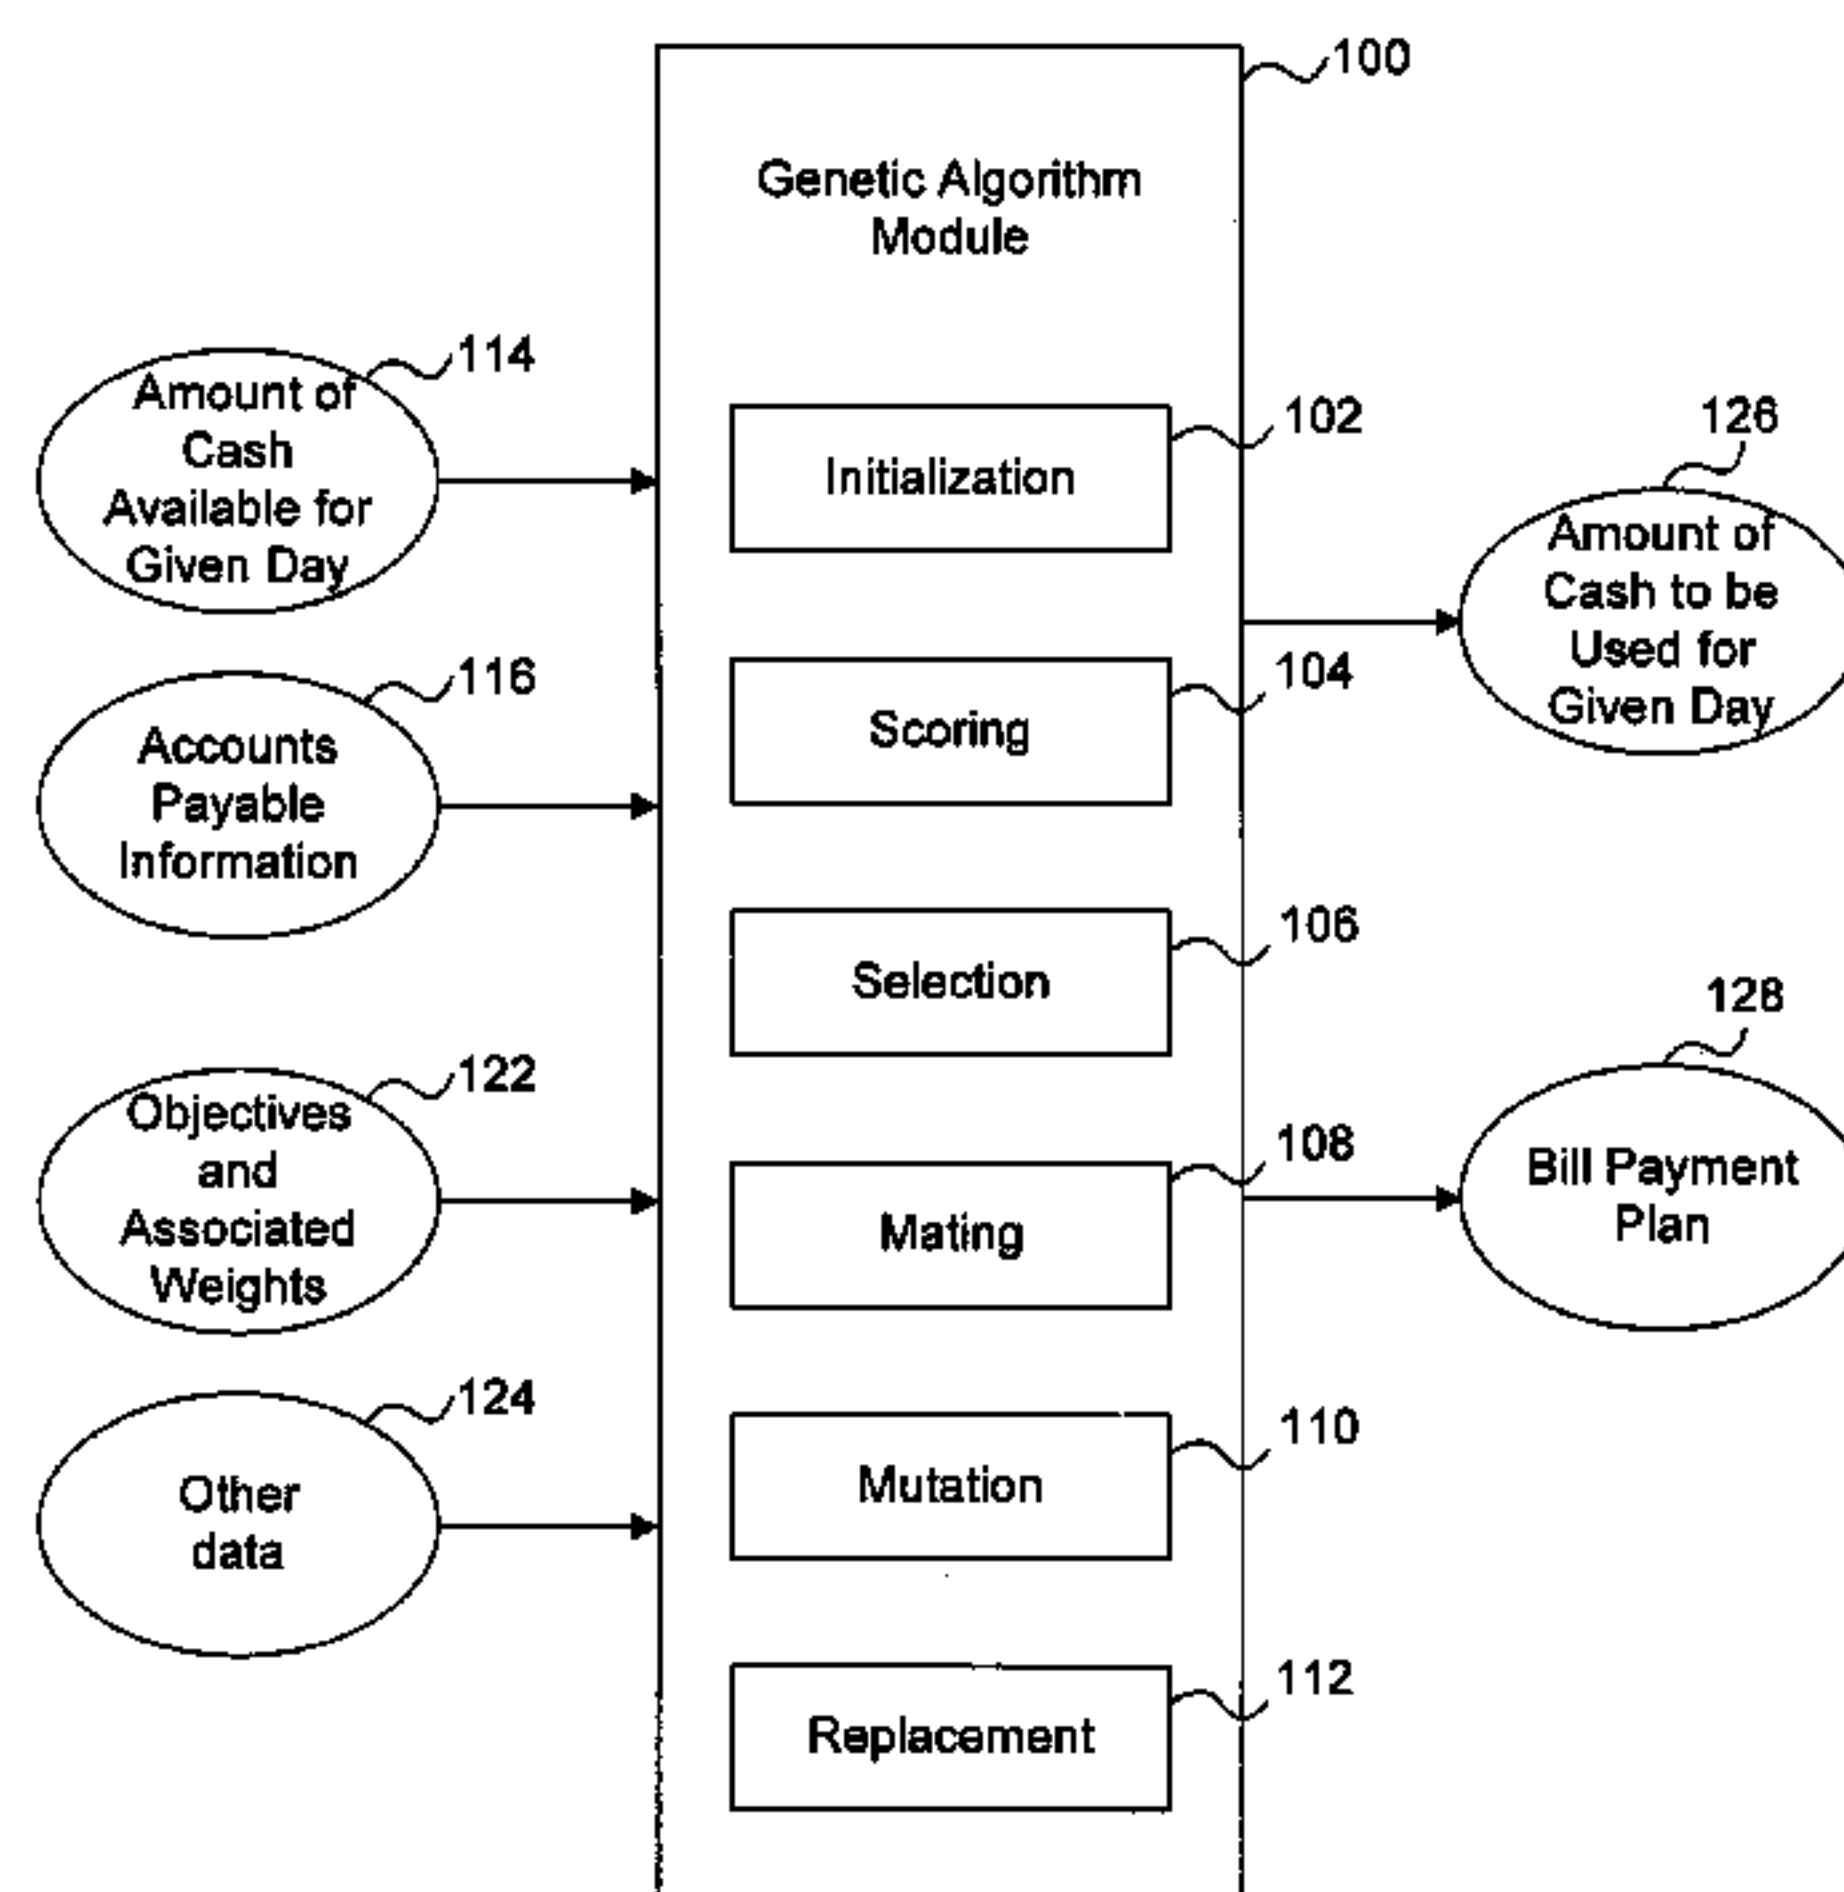 100
Genetic Algorithm
Module
114
Amount of
Cash
Available for
Given Day
116
Accounts
Payable
Information
122
Objectives
and
Associated
Weights
124
Other
data
102
Initialization
104
Scoring
106
Selection
108
Mating
110
Mutation
112
Replacement
126
Amount of
Cash to be
Used for
Given Day
128
Bill Payment
Plan